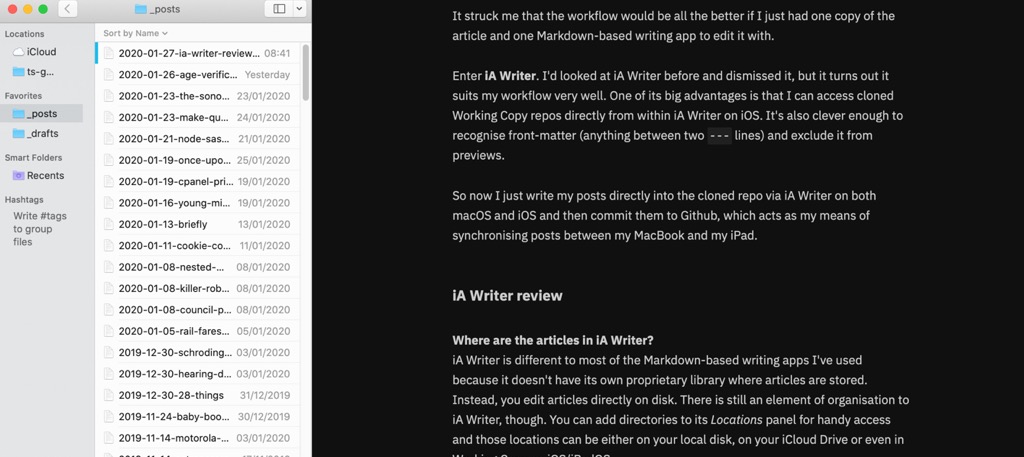 _posts
Locations
iCloud
ts-g...
Favorites
_posts
_drafts
Smart Folders
Recents
Hashtags
Write #tags
to group
files
Sort by Name
2020-01-27-ia-writer-review... 08:41
2020-01-26-age-verific... Yesterday
2020-01-23-the-sono... 23/01/2020
2020-01-23-make-qu... 24/01/2020
2020-01-21-node-sas... 21/01/2020
2020-01-19-once-upo... 25/01/2020
2020-01-19-cpanel-pri... 19/01/2020
2020-01-16-young-mi... 19/01/2020
2020-01-13-briefly 13/01/2020
2020-01-11-cookie-co... 11/01/2020
2020-01-08-nested-... 08/01/2020
2020-01-08-killer-rob... 08/01/2020
2020-01-08-council-p... 08/01/2020
2020-01-05-rail-fares... 05/01/2020
2019-12-30-schroding... 03/01/2020
2019-12-30-hearing-d... 03/01/2020
2019-12-30-28-things 31/12/2019
2019-11-24-baby-boo... 30/12/2019
2019-11-14-motorola-... 03/01/2020
It struck me that the workflow would be all the better if I just had one copy of the
article and one Markdown-based writing app to edit it with.
Enter iA Writer. I'd looked at iA Writer before and dismissed it, but it turns out it
suits my workflow very well. One of its big advantages is that I can access cloned
Working Copy repos directly from within iA Writer on iOS. It's also clever enough to
recognise front-matter (anything between two --- lines) and exclude it from
previews.
So now I just write my posts directly into the cloned repo via iA Writer on both
macOS and iOS and then commit them to Github, which acts as my means of
synchronising posts between my MacBook and my iPad.
iA Writer review
Where are the articles in iA Writer?
iA Writer is different to most of the Markdown-based writing apps I've used
because it doesn't have its own proprietary library where articles are stored.
Instead, you edit articles directly on disk. There is still an element of organisation to
iA Writer, though. You can add directories to its Locations panel for handy access
and those locations can be either on your local disk, on your iCloud Drive or even in